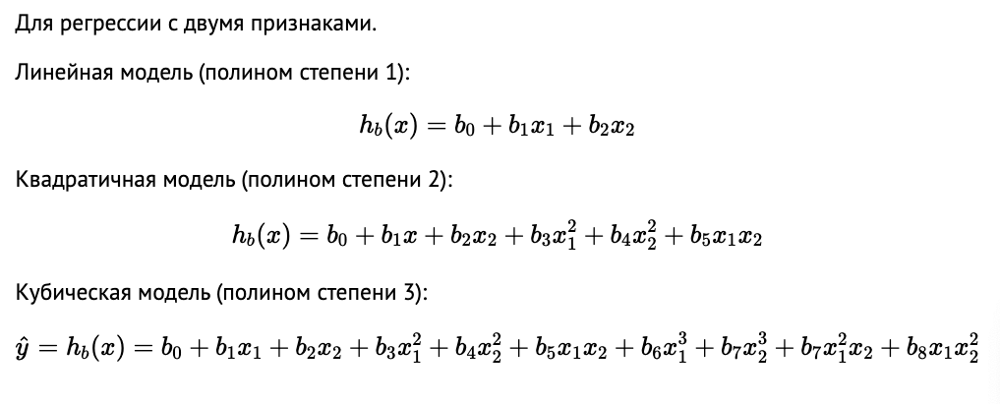 Для регрессии с двумя признаками.
Линейная модель (полином степени 1):
h_b(x) = b_0 + b_1x_1 + b_2x_2
Квадратичная модель (полином степени 2):
h_b(x) = b_0 + b_1x + b_2x_2 + b_3x_1^2 + b_4x_2^2 + b_5x_1x_2
Кубическая модель (полином степени 3):
ŷ = h_b(x) = b_0 + b_1x_1 + b_2x_2 + b_3x_1^2 + b_4x_2^2 + b_5x_1x_2 + b_6x_1^3 + b_7x_2^3 + b_7x_1^2x_2 + b_8x_1x_2^2